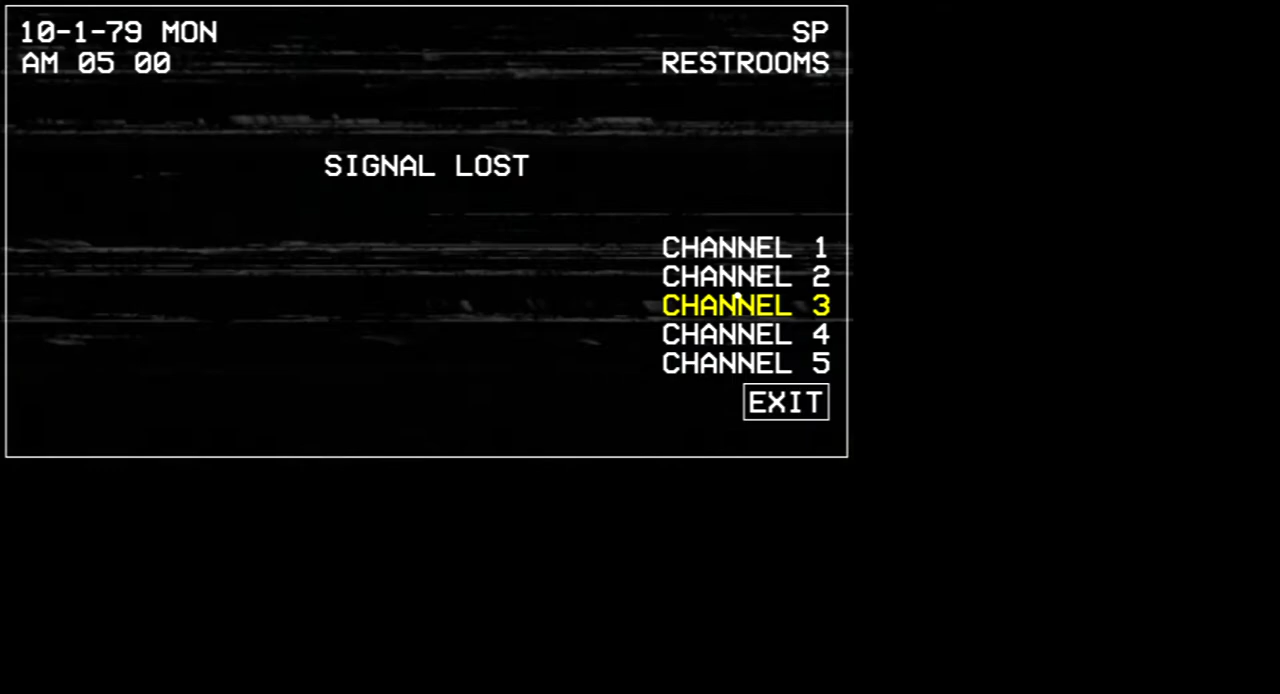 10-1-79 MON
AM 05 00
SP
RESTROOMS
SIGNAL LOST
CHANNEL 1
CHANNEL 2
CHANNEL 3
CHANNEL 4
CHANNEL 5
EXIT